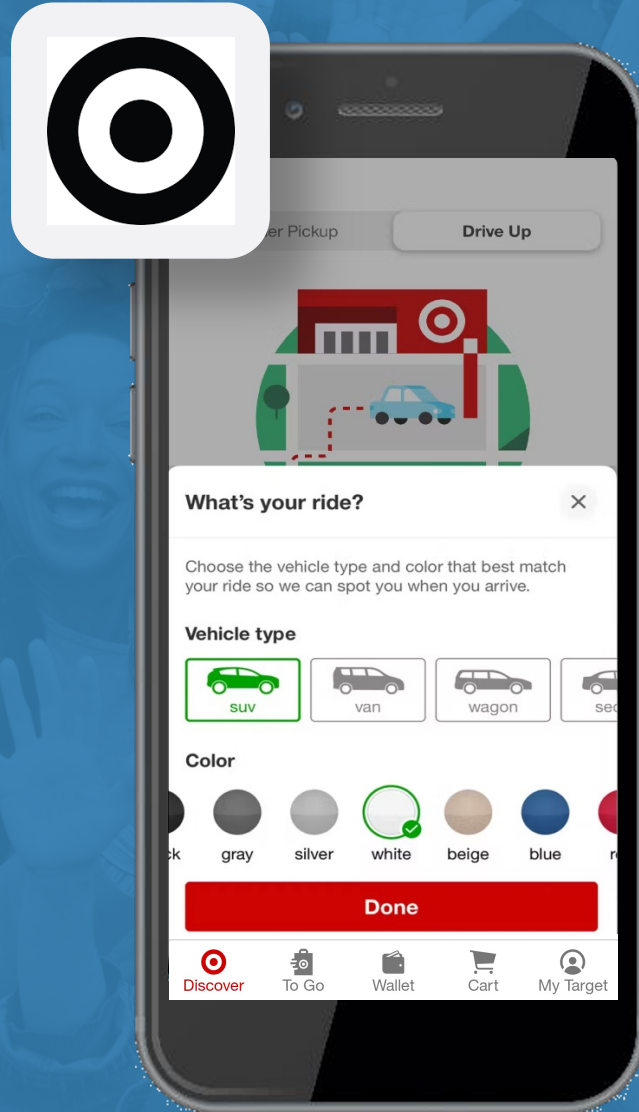 er Pickup
Drive Up
What's your ride?
Choose the vehicle type and color that best match
your ride so we can spot you when you arrive.
Vehicle type
suv
van
wagon
sed
Color
ck
gray
silver
white
beige
blue
r
Done
Discover
To Go
Wallet
Cart
My Target